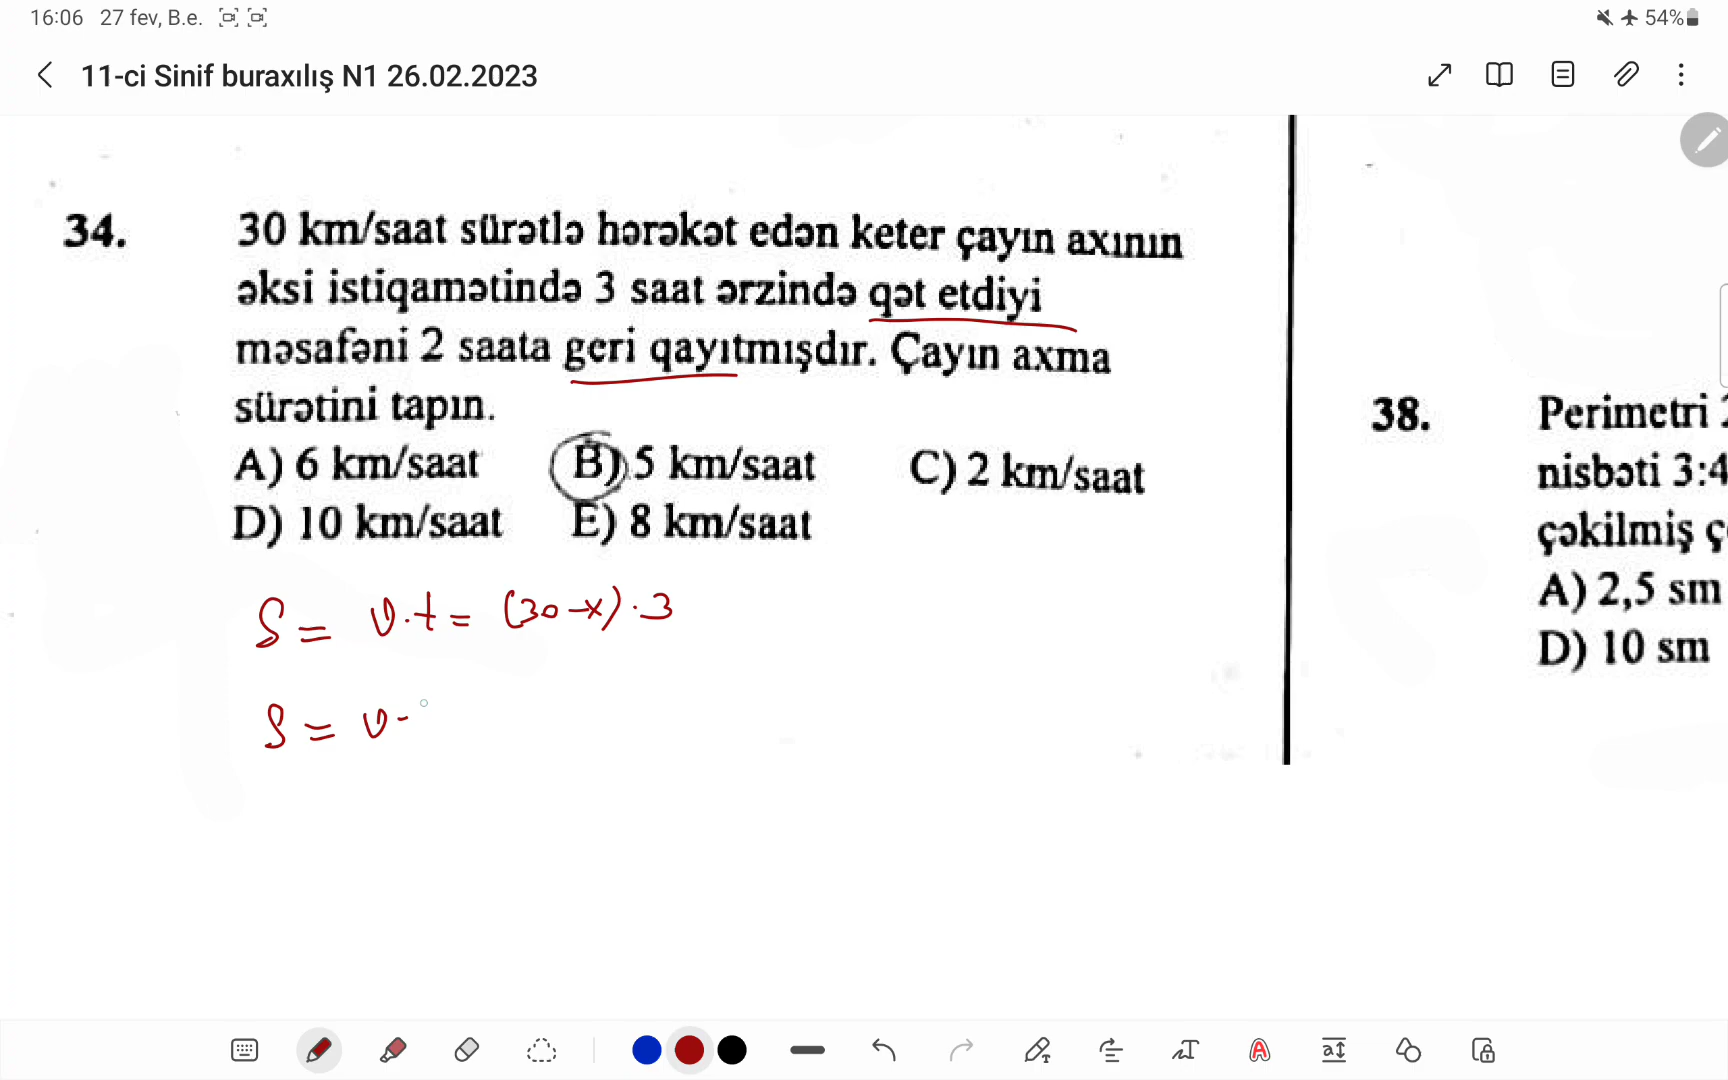 16:06 27 fev, B.e.
54%
11-ci Sinif buraxılış N1 26.02.2023
34. 30 km/saat sürətlə hərəkət edən keter çayın axının
əksi istiqamətində 3 saat ərzində qət etdiyi
məsafəni 2 saata geri qayıtmışdır. Çayın axma
sürətini tapın.
A) 6 km/saat B) 5 km/saat C) 2 km/saat
D) 10 km/saat E) 8 km/saat
S = v·t = (30-x)·3
S = v·
38. Perimetri
nisbəti 3:4
çəkilmiş
A) 2,5 sm
D) 10 sm